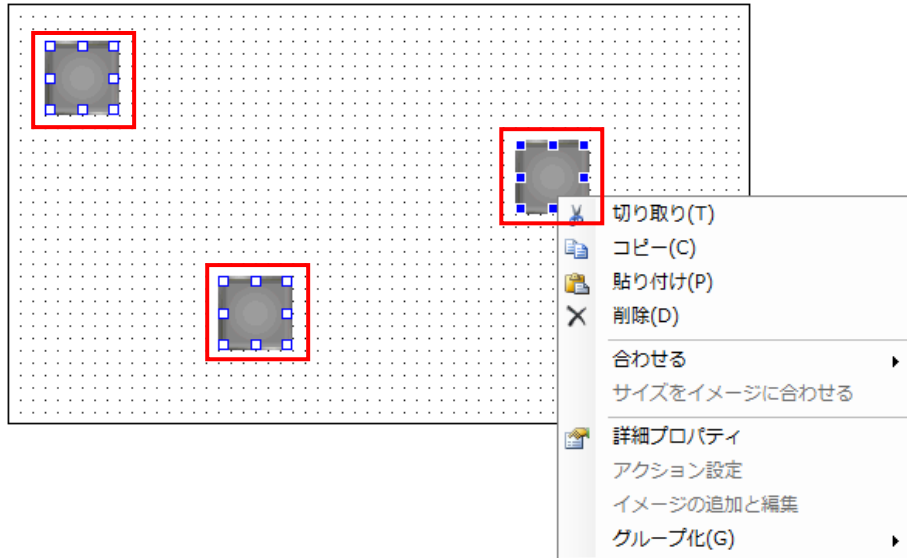 切り取り(T)
コピー(C)
貼り付け(P)
削除(D)
合わせる
サイズをイメージに合わせる
詳細プロパティ
アクション設定
イメージの追加と編集
グループ化(G)